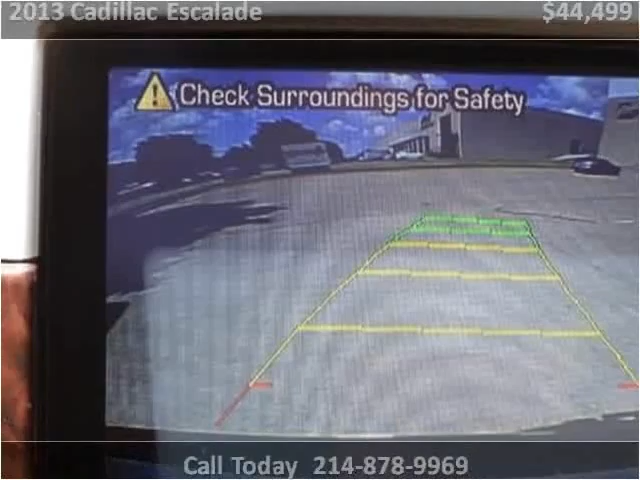 2013 Cadillac Escalade $44,499
Check Surroundings for Safety
Call Today 214-878-9969